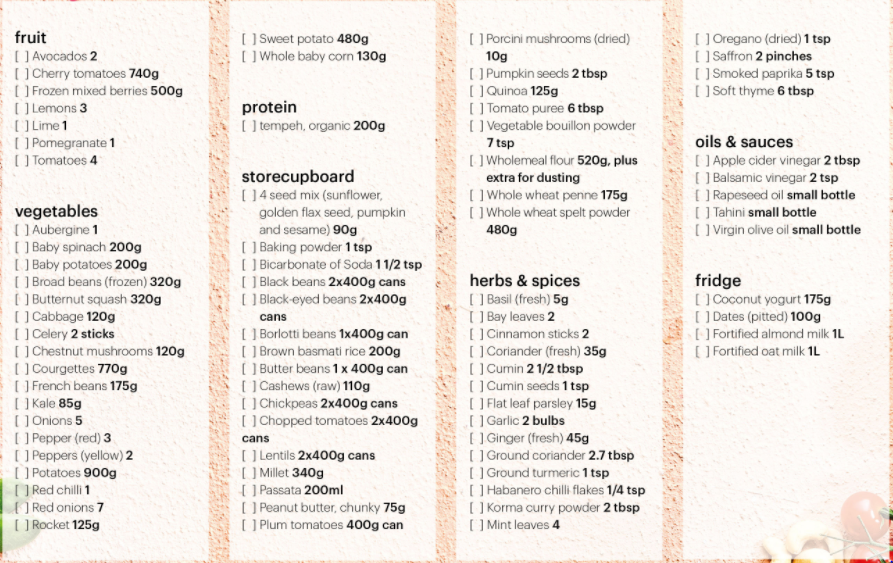 fruit
[ ] Avocados 2
[ ] Cherry tomatoes 740g
[ ] Frozen mixed berries 500g
[ ] Lemons 3
[ ] Lime 1
[ ] Pomegranate 1
[ ] Tomatoes 4
vegetables
[ ] Aubergine 1
[ ] Baby spinach 200g
[ ] Baby potatoes 200g
[ ] Broad beans (frozen) 320g
[ ] Butternut squash 320g
[ ] Cabbage 120g
[ ] Celery 2 sticks
[ ] Chestnut mushrooms 120g
[ ] Courgettes 770g
[ ] French beans 175g
[ ] Kale 85g
[ ] Onions 5
[ ] Pepper (red) 3
[ ] Peppers (yellow) 2
[ ] Potatoes 900g
[ ] Red chilli 1
[ ] Red onions 7
[ ] Rocket 125g
[ ] Sweet potato 480g
[ ] Whole baby corn 130g
protein
[ ] tempeh, organic 200g
storecupboard
[ ] 4 seed mix (sunflower,
golden flax seed, pumpkin
and sesame) 90g
[ ] Baking powder 1 tsp
[ ] Bicarbonate of Soda 1 1/2 tsp
[ ] Black beans 2x400g cans
[ ] Black-eyed beans 2x400g
cans
[ ] Borlotti beans 1x400g can
[ ] Brown basmati rice 200g
[ ] Butter beans 1 x 400g can
[ ] Cashews (raw) 110g
[ ] Chickpeas 2x400g cans
[ ] Chopped tomatoes 2x400g
cans
[ ] Lentils 2x400g cans
[ ] Millet 340g
[ ] Passata 200ml
[ ] Peanut butter, chunky 75g
[ ] Plum tomatoes 400g can
[ ] Porcini mushrooms (dried)
10g
[ ] Pumpkin seeds 2 tbsp
[ ] Quinoa 125g
[ ] Tomato puree 6 tbsp
[ ] Vegetable bouillon powder
7 tsp
[ ] Wholemeal flour 520g, plus
extra for dusting
[ ] Whole wheat penne 175g
[ ] Whole wheat spelt powder
480g
herbs & spices
[ ] Basil (fresh) 5g
[ ] Bay leaves 2
[ ] Cinnamon sticks 2
[ ] Coriander (fresh) 35g
[ ] Cumin 2 1/2 tbsp
[ ] Cumin seeds 1 tsp
[ ] Flat leaf parsley 15g
[ ] Garlic 2 bulbs
[ ] Ginger (fresh) 45g
[ ] Ground coriander 2.7 tbsp
[ ] Ground turmeric 1 tsp
[ ] Habanero chilli flakes 1/4 tsp
[ ] Korma curry powder 2 tbsp
[ ] Mint leaves 4
[ ] Oregano (dried) 1 tsp
[ ] Saffron 2 pinches
[ ] Smoked paprika 5 tsp
[ ] Soft thyme 6 tbsp
oils & sauces
[ ] Apple cider vinegar 2 tbsp
[ ] Balsamic vinegar 2 tsp
[ ] Rapeseed oil small bottle
[ ] Tahini small bottle
[ ] Virgin olive oil small bottle
fridge
[ ] Coconut yogurt 175g
[ ] Dates (pitted) 100g
[ ] Fortified almond milk 1L
[ ] Fortified oat milk 1L